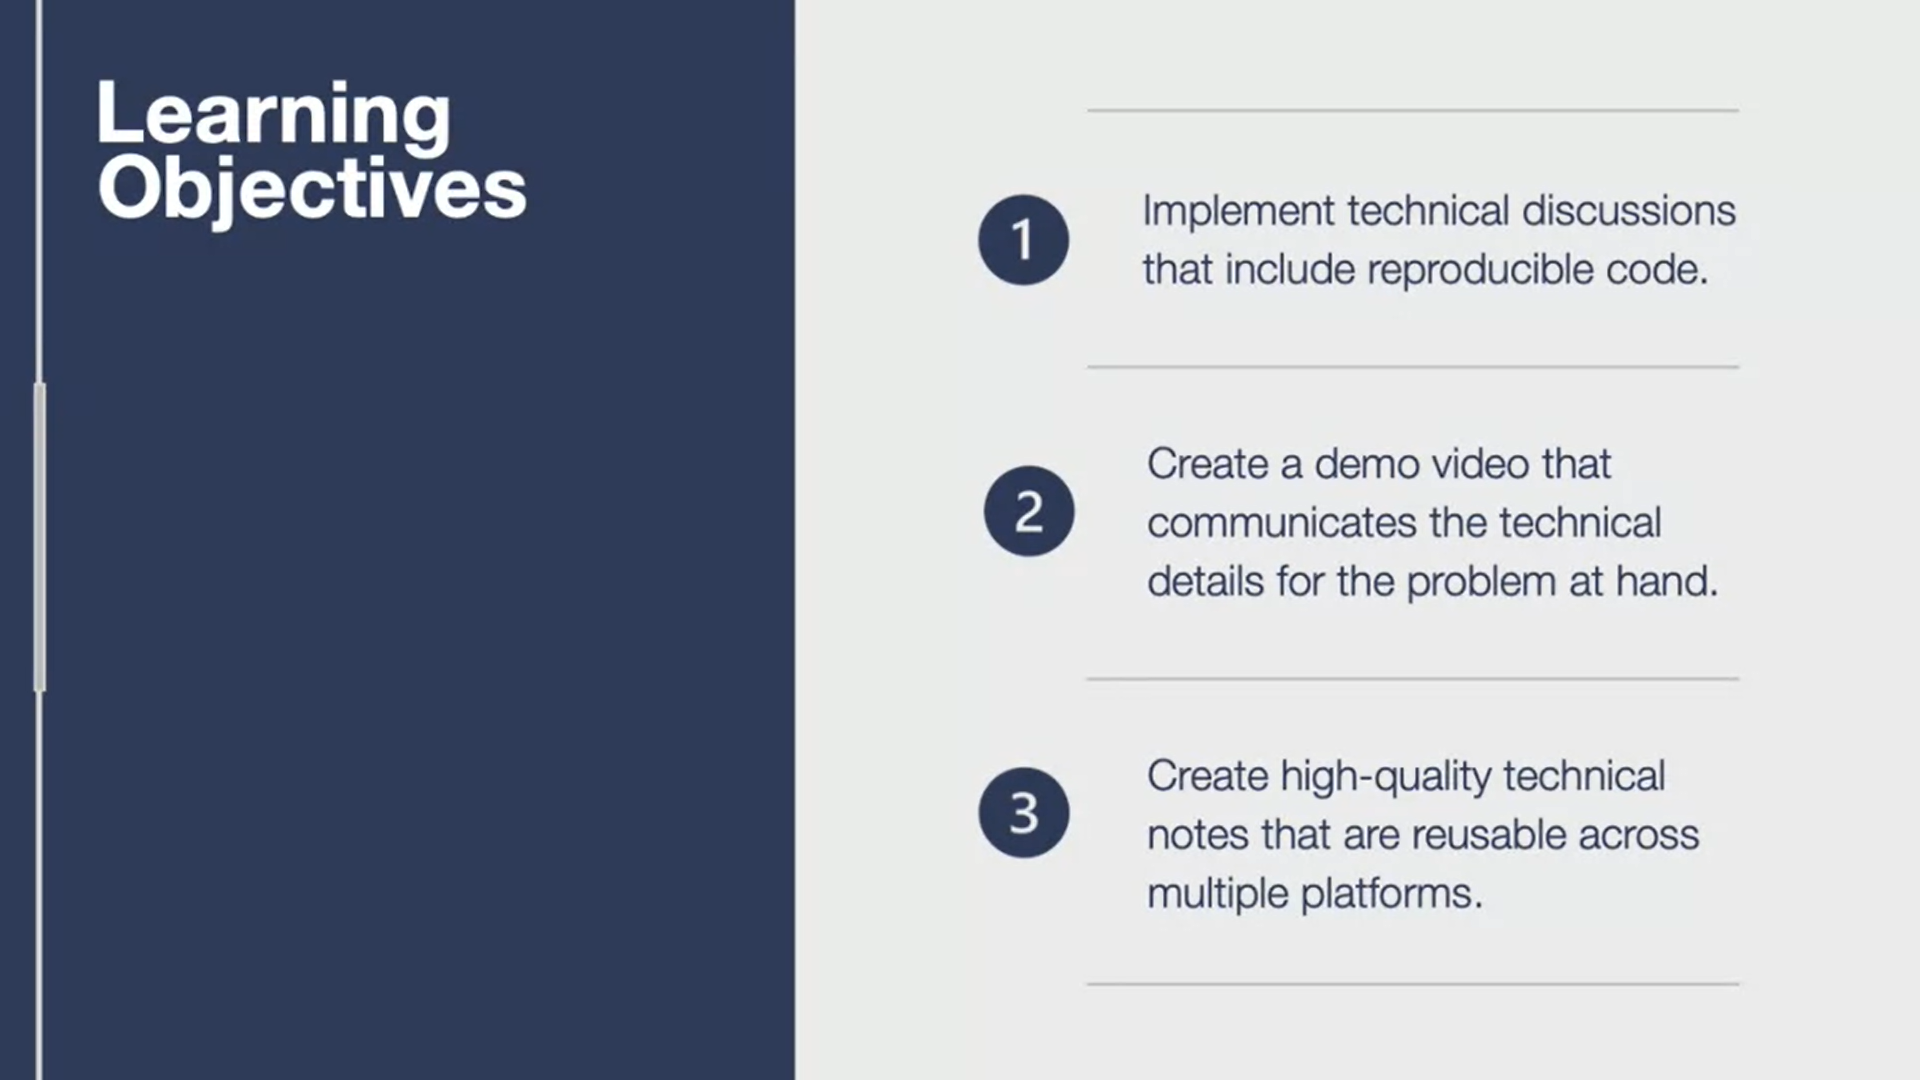 Learning
Objectives
1
Implement technical discussions
that include reproducible code.
2
Create a demo video that
communicates the technical
details for the problem at hand.
3
Create high-quality technical
notes that are reusable across
multiple platforms.